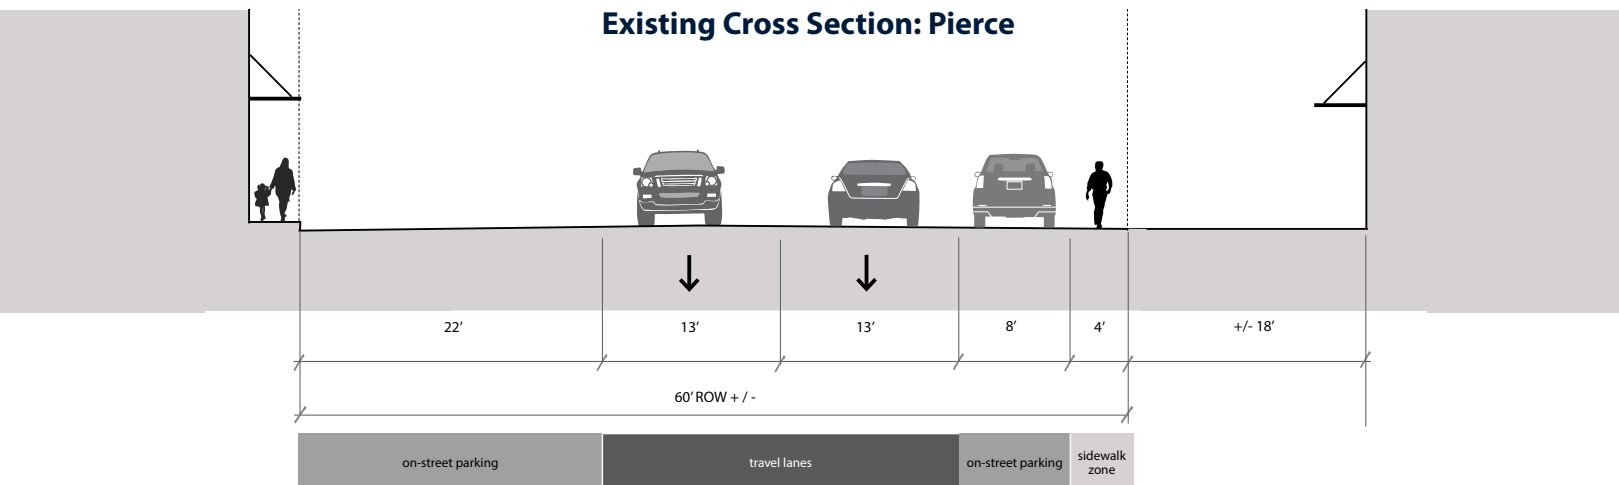 Existing Cross Section: Pierce
22’ 13’ 13’ 8’ 4’ +/- 18’
60’ ROW + / -
on-street parking travel lanes on-street parking sidewalk
zone